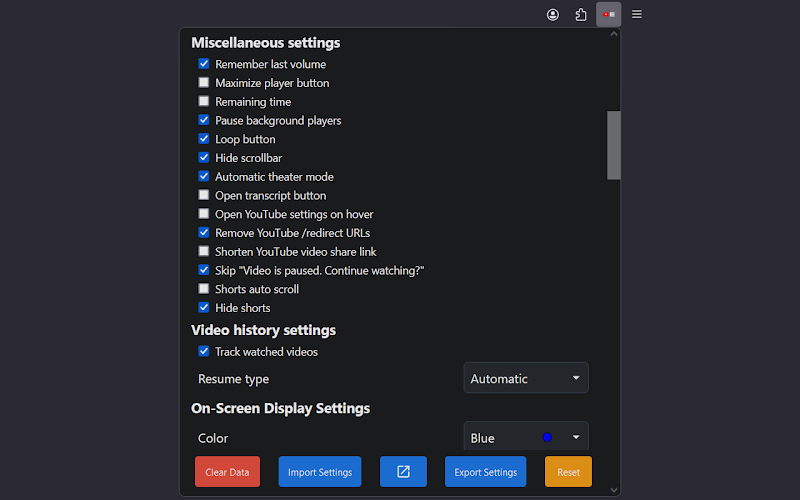 Miscellaneous settings
Remember last volume
Maximize player button
Remaining time
Pause background players
Loop button
Hide scrollbar
Automatic theater mode
Open transcript button
Open YouTube settings on hover
Remove YouTube /redirect URLs
Shorten YouTube video share link
Skip "Video is paused. Continue watching?"
Shorts auto scroll
Hide shorts
Video history settings
Track watched videos
Resume type Automatic
On-Screen Display Settings
Color Blue
Clear Data Import Settings Export Settings Reset